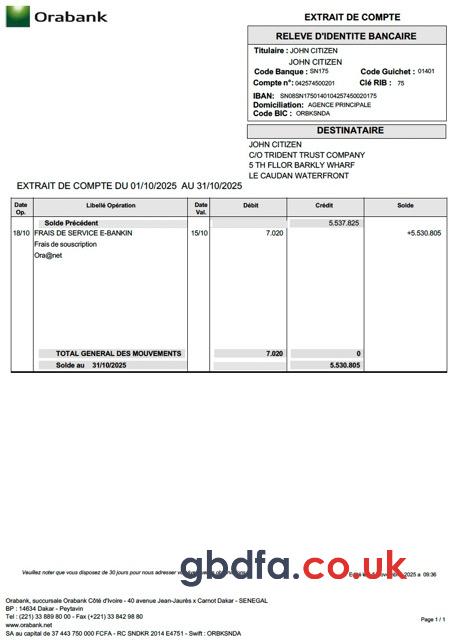 Orabank
EXTRAIT DE COMPTE
RELEVE D'IDENTITE BANCAIRE
Titulaire : JOHN CITIZEN
JOHN CITIZEN
Code Banque : SN175 Code Guichet : 01401
Compte n°: 042574500201 Clé RIB : 75
IBAN: SN08SN1750140104257450020175
Domiciliation: AGENCE PRINCIPALE
Code BIC : ORBKSNDA
DESTINATAIRE
JOHN CITIZEN
C/O TRIDENT TRUST COMPANY
5 TH FLLOR BARKLY WHARF
LE CAUDAN WATERFRONT
EXTRAIT DE COMPTE DU 01/10/2025 AU 31/10/2025
Date Op. Libellé Opération Date Val. Débit Crédit Solde
Solde Précédent 5.537.825
18/10 FRAIS DE SERVICE E-BANKIN 15/10 7.020 +5.530.805
Frais de souscription
Ora@net
TOTAL GENERAL DES MOUVEMENTS 7.020 0
Solde au 31/10/2025 5.530.805
Veuillez noter que vous disposez de 30 jours pour nous adresser 2025 a 09:36
gbdfa.co.uk
Orabank, succursale Orabank Côte d'Ivoire - 40 avenue Jean-Jaurès x Carnot Dakar - SENEGAL
BP : 14634 Dakar - Peytavin
Tel : (221) 33 889 80 00 - Fax (+221) 33 842 98 80
www.orabank.net
SA au capital de 37 443 750 000 FCFA - RC SNDKR 2014 E4751 - Swift : ORBKSNDA
Page 1 / 1